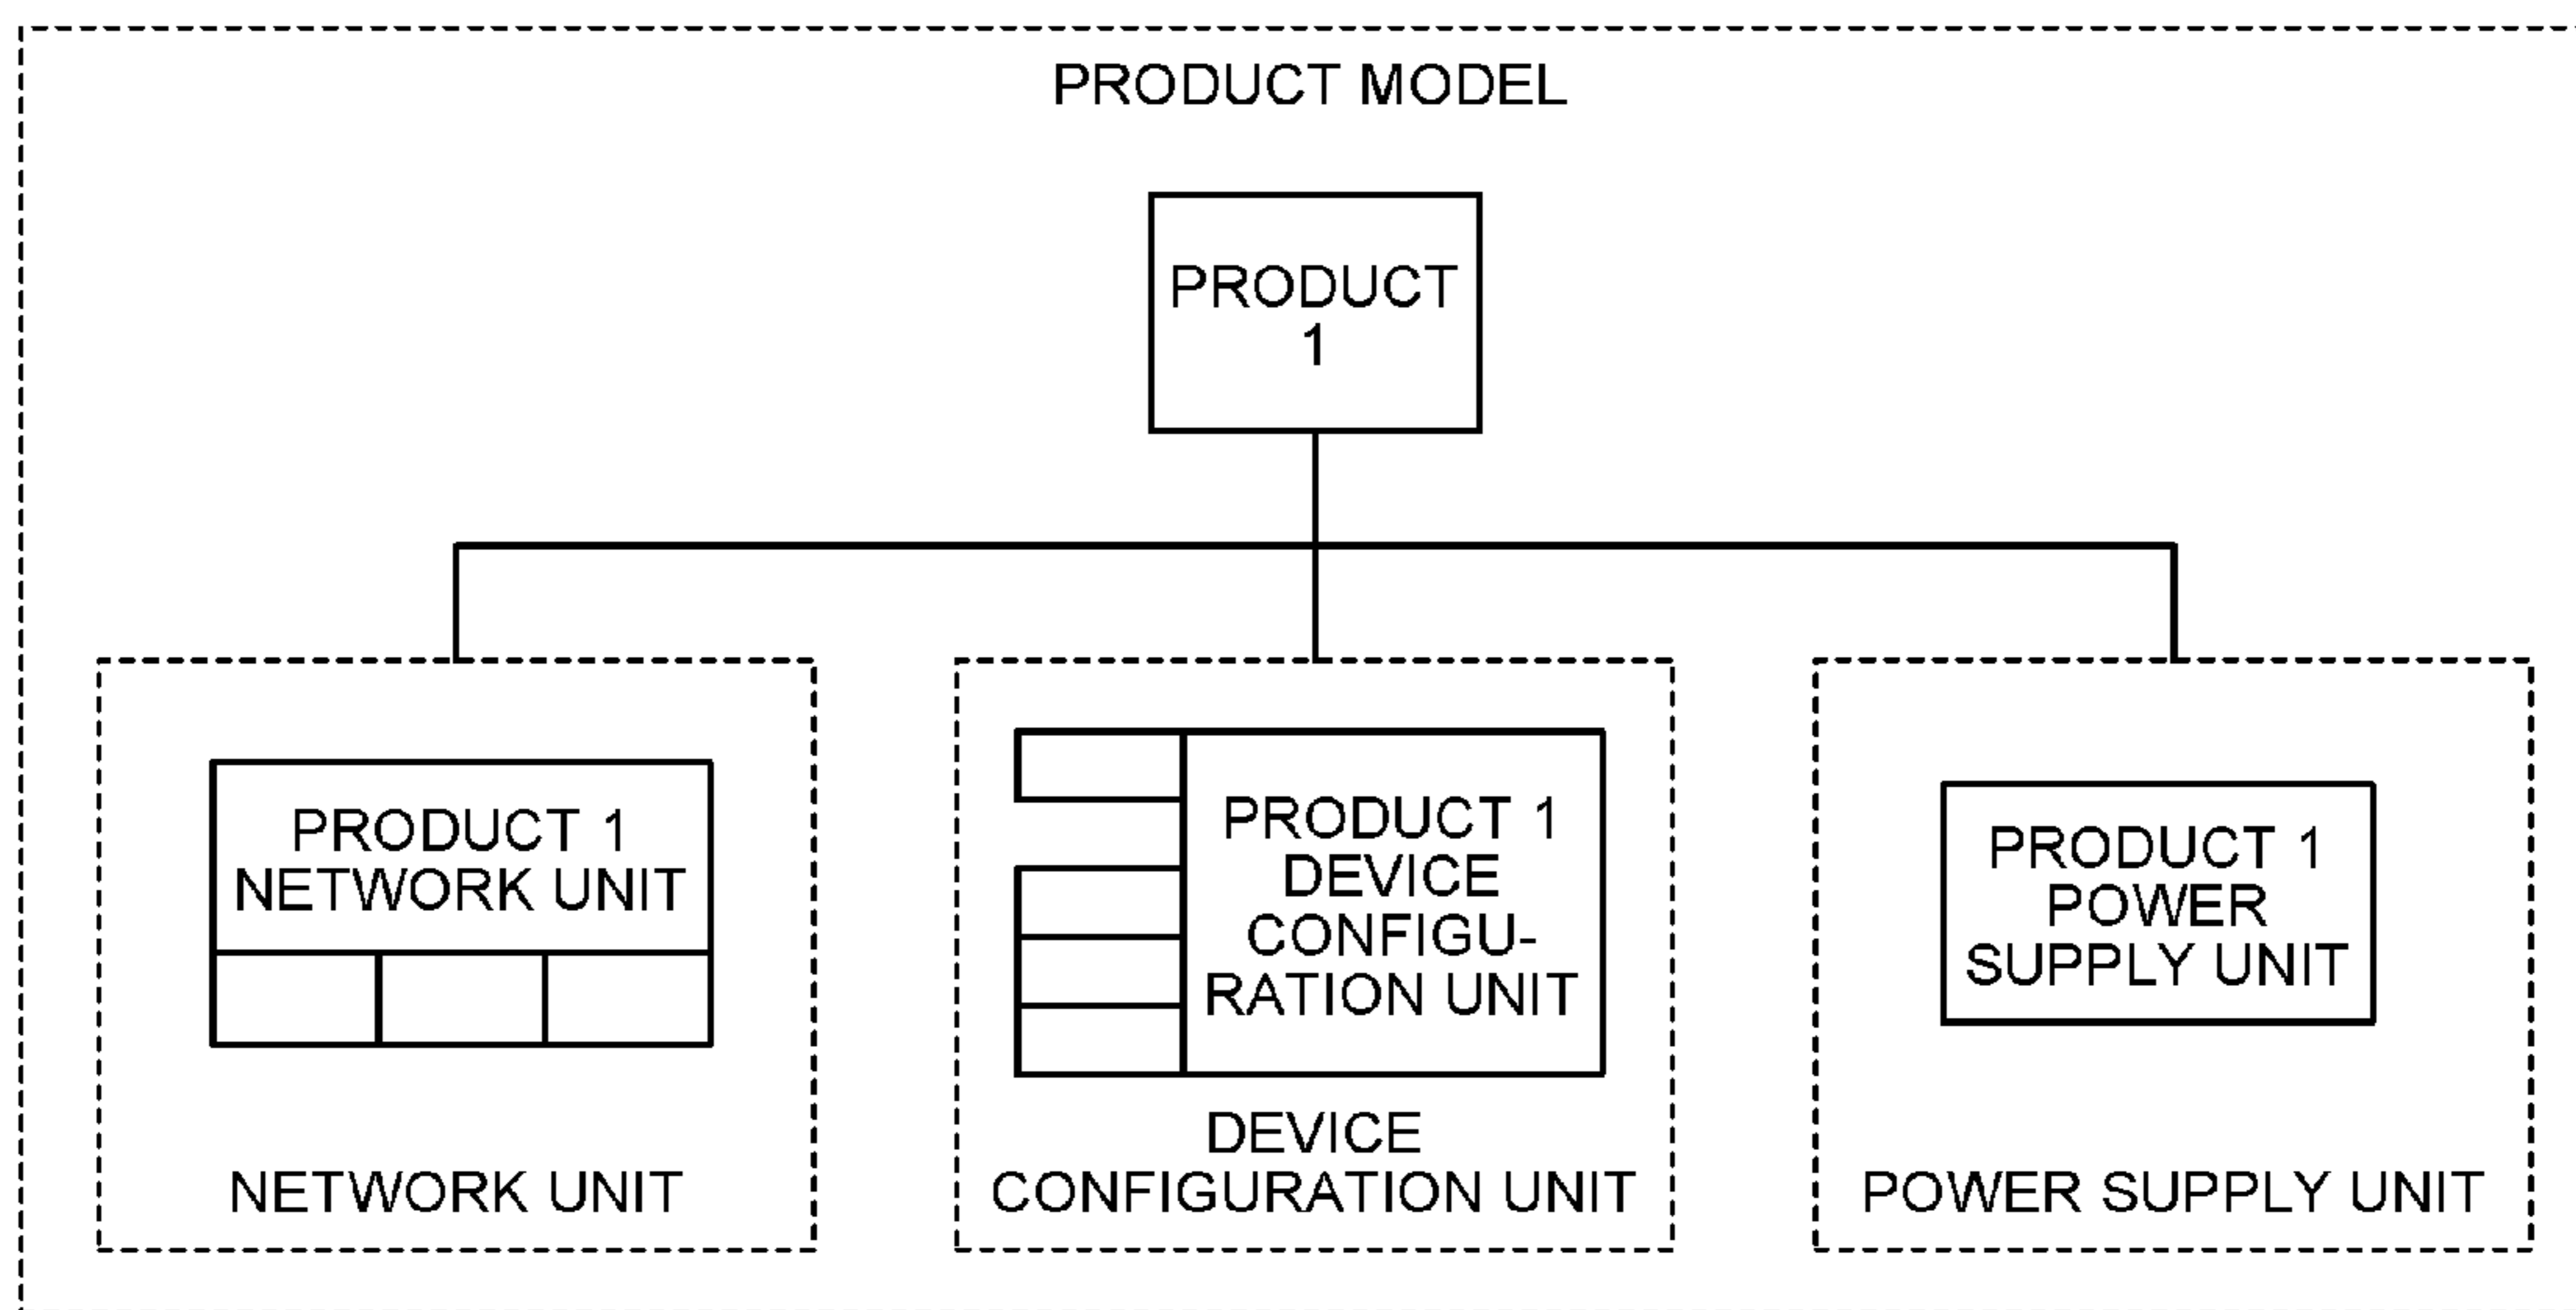 PRODUCT MODEL
PRODUCT
1
PRODUCT 1
NETWORK UNIT
NETWORK UNIT
PRODUCT 1
DEVICE
CONFIGU-
RATION UNIT
DEVICE
CONFIGURATION UNIT
PRODUCT 1
POWER
SUPPLY UNIT
POWER SUPPLY UNIT